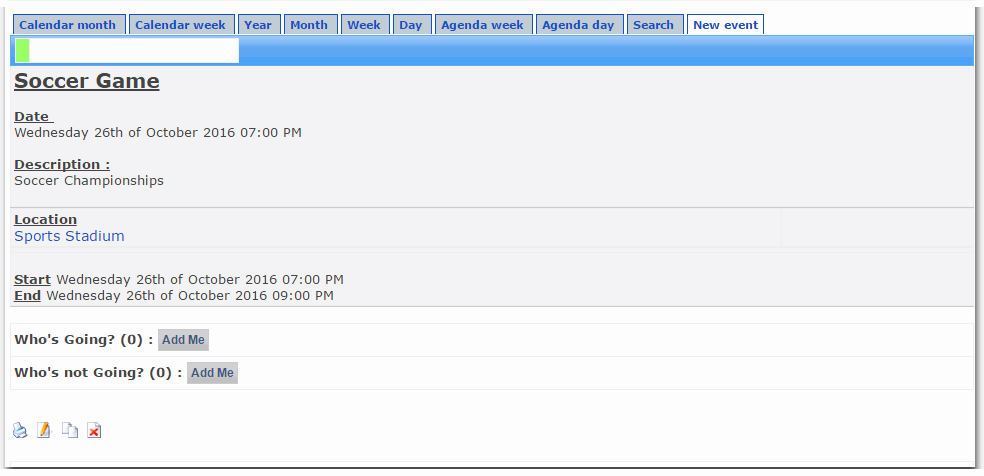 Calendar month Calendar week Year Month Week Day Agenda week Agenda day Search New event
Soccer Game
Date
Wednesday 26th of October 2016 07:00 PM
Description :
Soccer Championships
Location
Sports Stadium
Start Wednesday 26th of October 2016 07:00 PM
End Wednesday 26th of October 2016 09:00 PM
Who's Going? (0) : Add Me
Who's not Going? (0) : Add Me